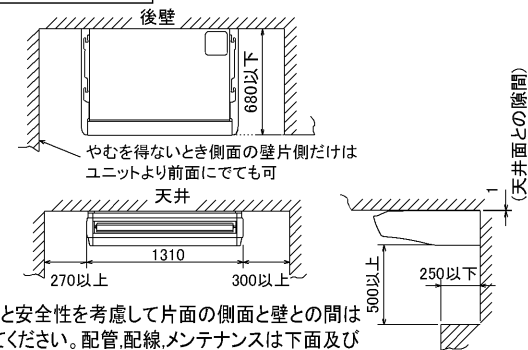 後壁
680以下
やむを得ないとき側面の壁片側だけは
ユニットより前面にでても可
天井
1310
270以上
300以上
1
(天井面との隙間)
500以上
250以下
と安全性を考慮して片面の側面と壁との間は
てください。配管,配線,メンテナンスは下面及び